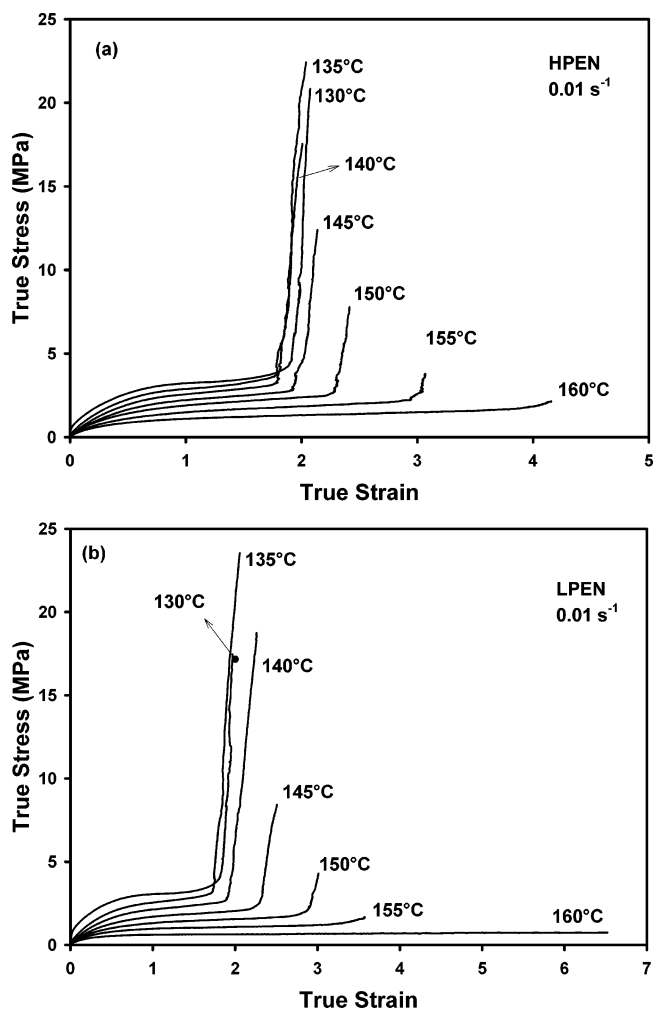 25
(a)
135°C
HPEN
130°C
0.01 s⁻¹
20
140°C
15
145°C
10
150°C
155°C
5
160°C
0
0 1 2 3 4 5
True Stress (MPa)
True Strain
25
(b)
135°C
LPEN
130°C
0.01 s⁻¹
20
140°C
15
10
145°C
150°C
5
155°C
160°C
0
0 1 2 3 4 5 6 7
True Stress (MPa)
True Strain